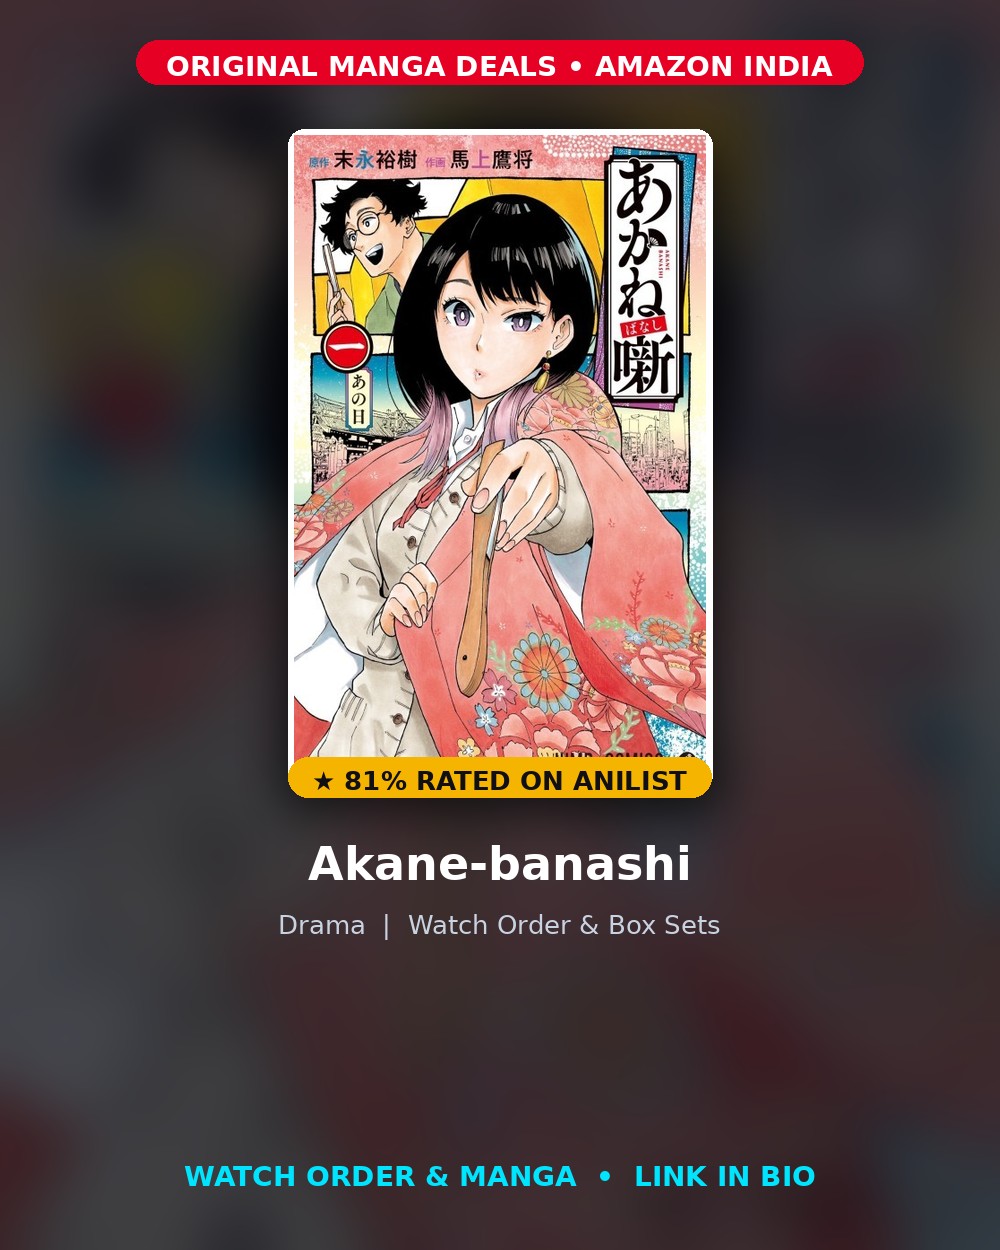 ORIGINAL MANGA DEALS • AMAZON INDIA
原作 末永裕樹 作画 馬上鷹将
あかね噺
ばなし
AKANE BANASHI
一
あの日
★ 81% RATED ON ANILIST
Akane-banashi
Drama | Watch Order & Box Sets
WATCH ORDER & MANGA • LINK IN BIO